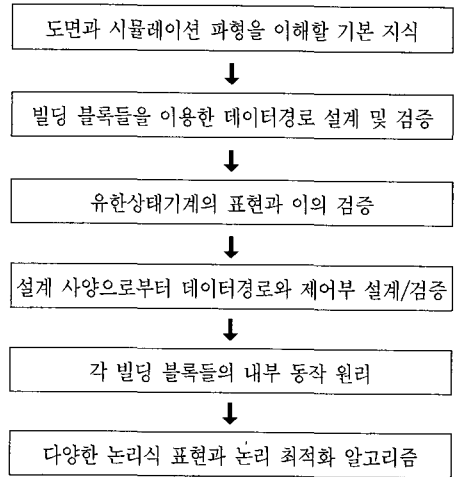 도면과 시뮬레이션 파형을 이해할 기본 지식
빌딩 블록들을 이용한 데이터경로 설계 및 검증
유한상태기계의 표현과 이의 검증
설계 사양으로부터 데이터경로와 제어부 설계/검증
각 빌딩 블록들의 내부 동작 원리
다양한 논리식 표현과 논리 최적화 알고리즘